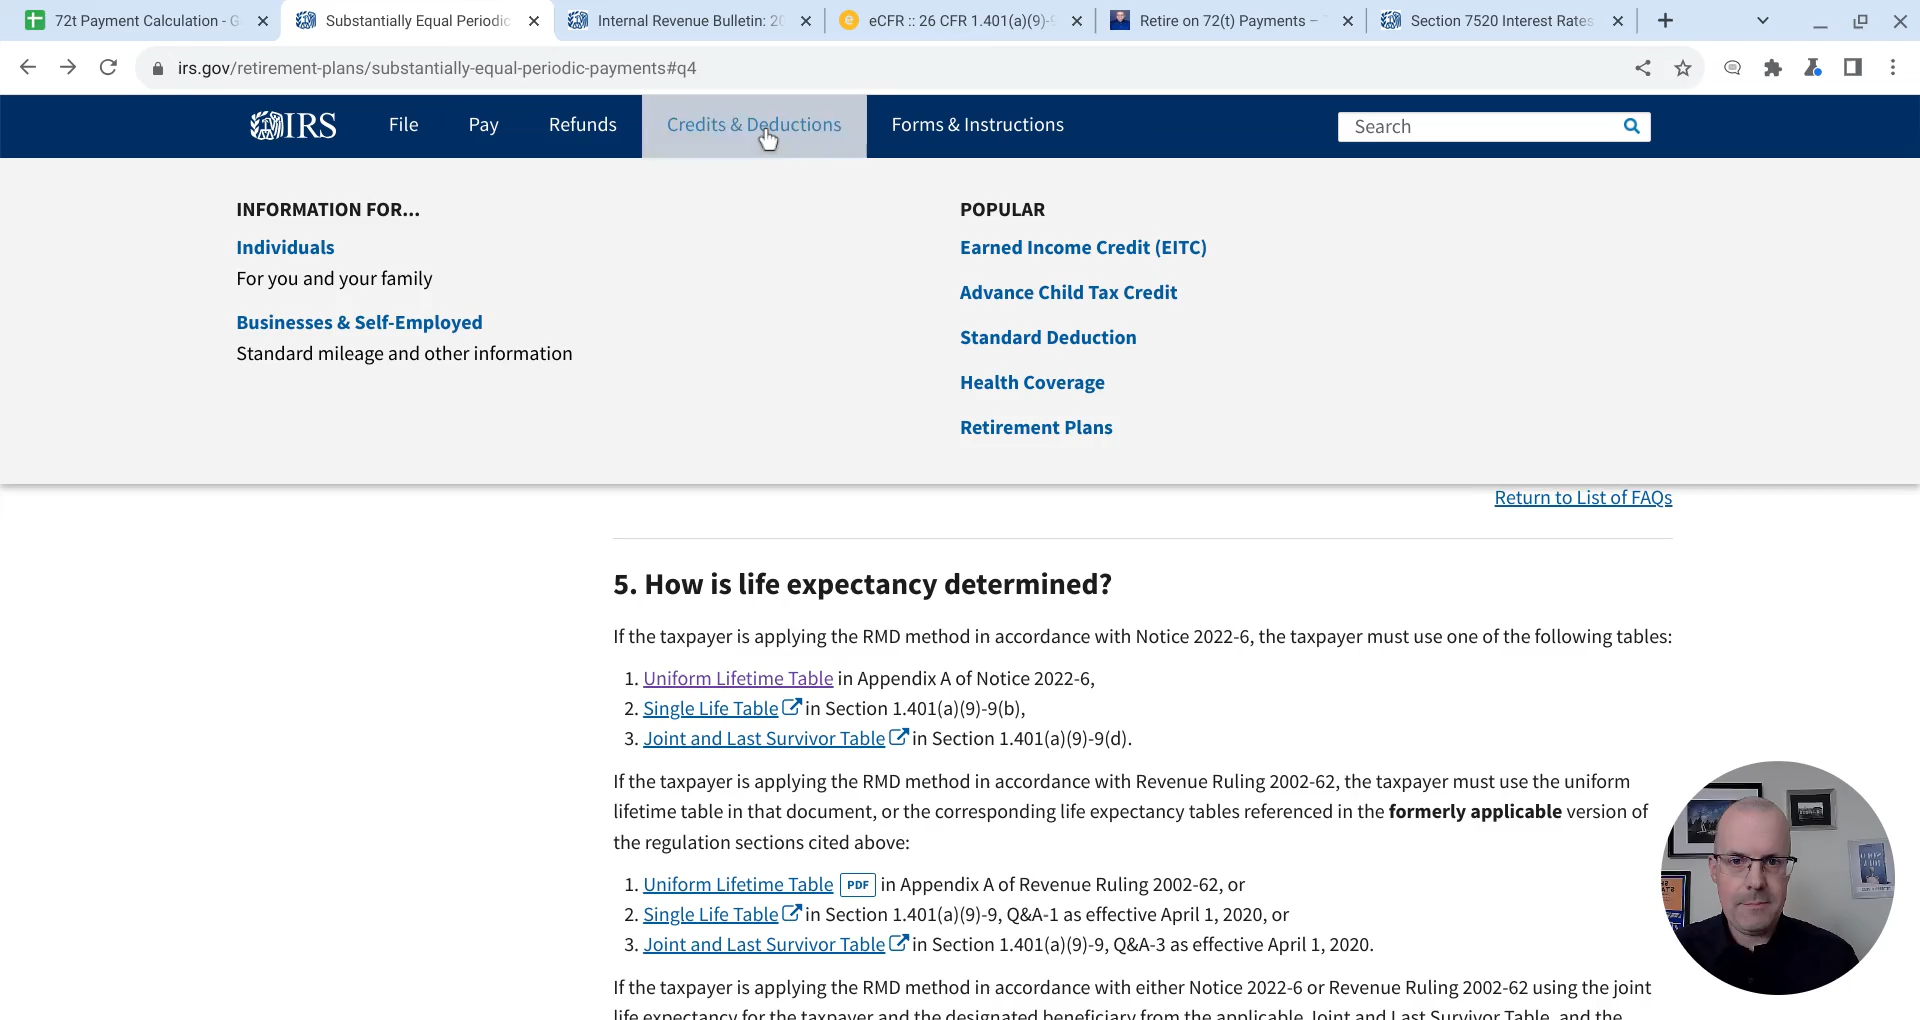 72t Payment Calculation - G
Substantially Equal Periodic
Internal Revenue Bulletin: 20
eCFR :: 26 CFR 1.401(a)(9)-9
Retire on 72(t) Payments –
Section 7520 Interest Rates
irs.gov/retirement-plans/substantially-equal-periodic-payments#q4
IRS
File
Pay
Refunds
Credits & Deductions
Forms & Instructions
Search
INFORMATION FOR...
Individuals
For you and your family
Businesses & Self-Employed
Standard mileage and other information
POPULAR
Earned Income Credit (EITC)
Advance Child Tax Credit
Standard Deduction
Health Coverage
Retirement Plans
Return to List of FAQs
5. How is life expectancy determined?
If the taxpayer is applying the RMD method in accordance with Notice 2022-6, the taxpayer must use one of the following tables:
1. Uniform Lifetime Table in Appendix A of Notice 2022-6,
2. Single Life Table in Section 1.401(a)(9)-9(b),
3. Joint and Last Survivor Table in Section 1.401(a)(9)-9(d).
If the taxpayer is applying the RMD method in accordance with Revenue Ruling 2002-62, the taxpayer must use the uniform
lifetime table in that document, or the corresponding life expectancy tables referenced in the formerly applicable version of
the regulation sections cited above:
1. Uniform Lifetime Table PDF in Appendix A of Revenue Ruling 2002-62, or
2. Single Life Table in Section 1.401(a)(9)-9, Q&A-1 as effective April 1, 2020, or
3. Joint and Last Survivor Table in Section 1.401(a)(9)-9, Q&A-3 as effective April 1, 2020.
If the taxpayer is applying the RMD method in accordance with either Notice 2022-6 or Revenue Ruling 2002-62 using the joint
life expectancy for the taxpayer and the designated beneficiary from the applicable Joint and Last Survivor Table, and the